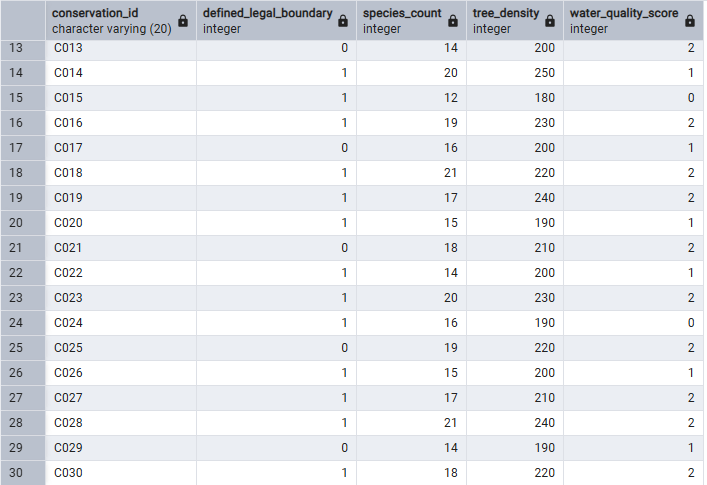 conservation_id defined_legal_boundary species_count tree_density water_quality_score
character varying (20) integer integer integer integer
13 C013 0 14 200 2
14 C014 1 20 250 1
15 C015 1 12 180 0
16 C016 1 19 230 2
17 C017 0 16 200 1
18 C018 1 21 220 2
19 C019 1 17 240 2
20 C020 1 15 190 1
21 C021 0 18 210 2
22 C022 1 14 200 1
23 C023 1 20 230 2
24 C024 1 16 190 0
25 C025 0 19 220 2
26 C026 1 15 200 1
27 C027 1 17 210 2
28 C028 1 21 240 2
29 C029 0 14 190 1
30 C030 1 18 220 2